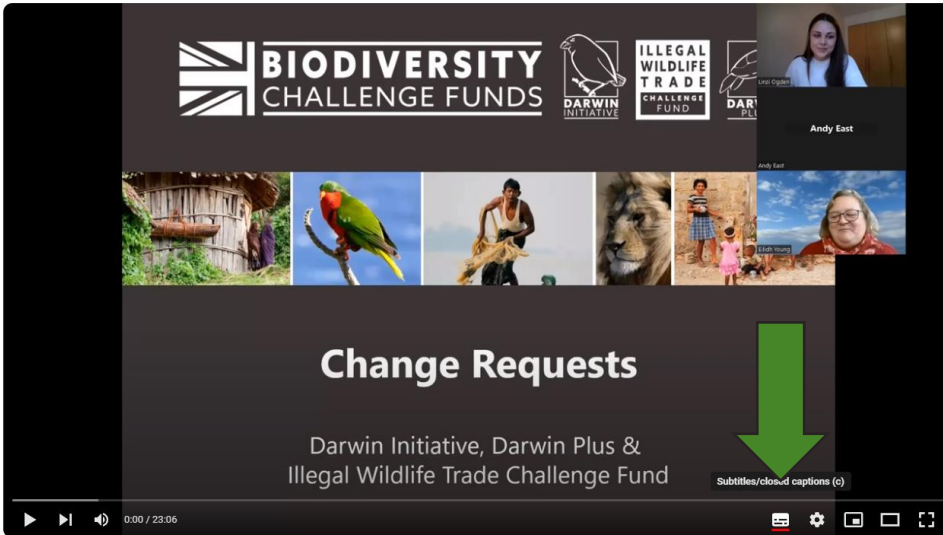 BIODIVERSITY
CHALLENGE FUNDS
DARWIN
INITIATIVE
ILLEGAL
WILDLIFE
TRADE
CHALLENGE
FUND
DARW
PLU
Linzi Ogden
Andy East
Andy East
Eilidh Young
Change Requests
Darwin Initiative, Darwin Plus &
Illegal Wildlife Trade Challenge Fund
Subtitles/closed captions (c)
0:00 / 23:06